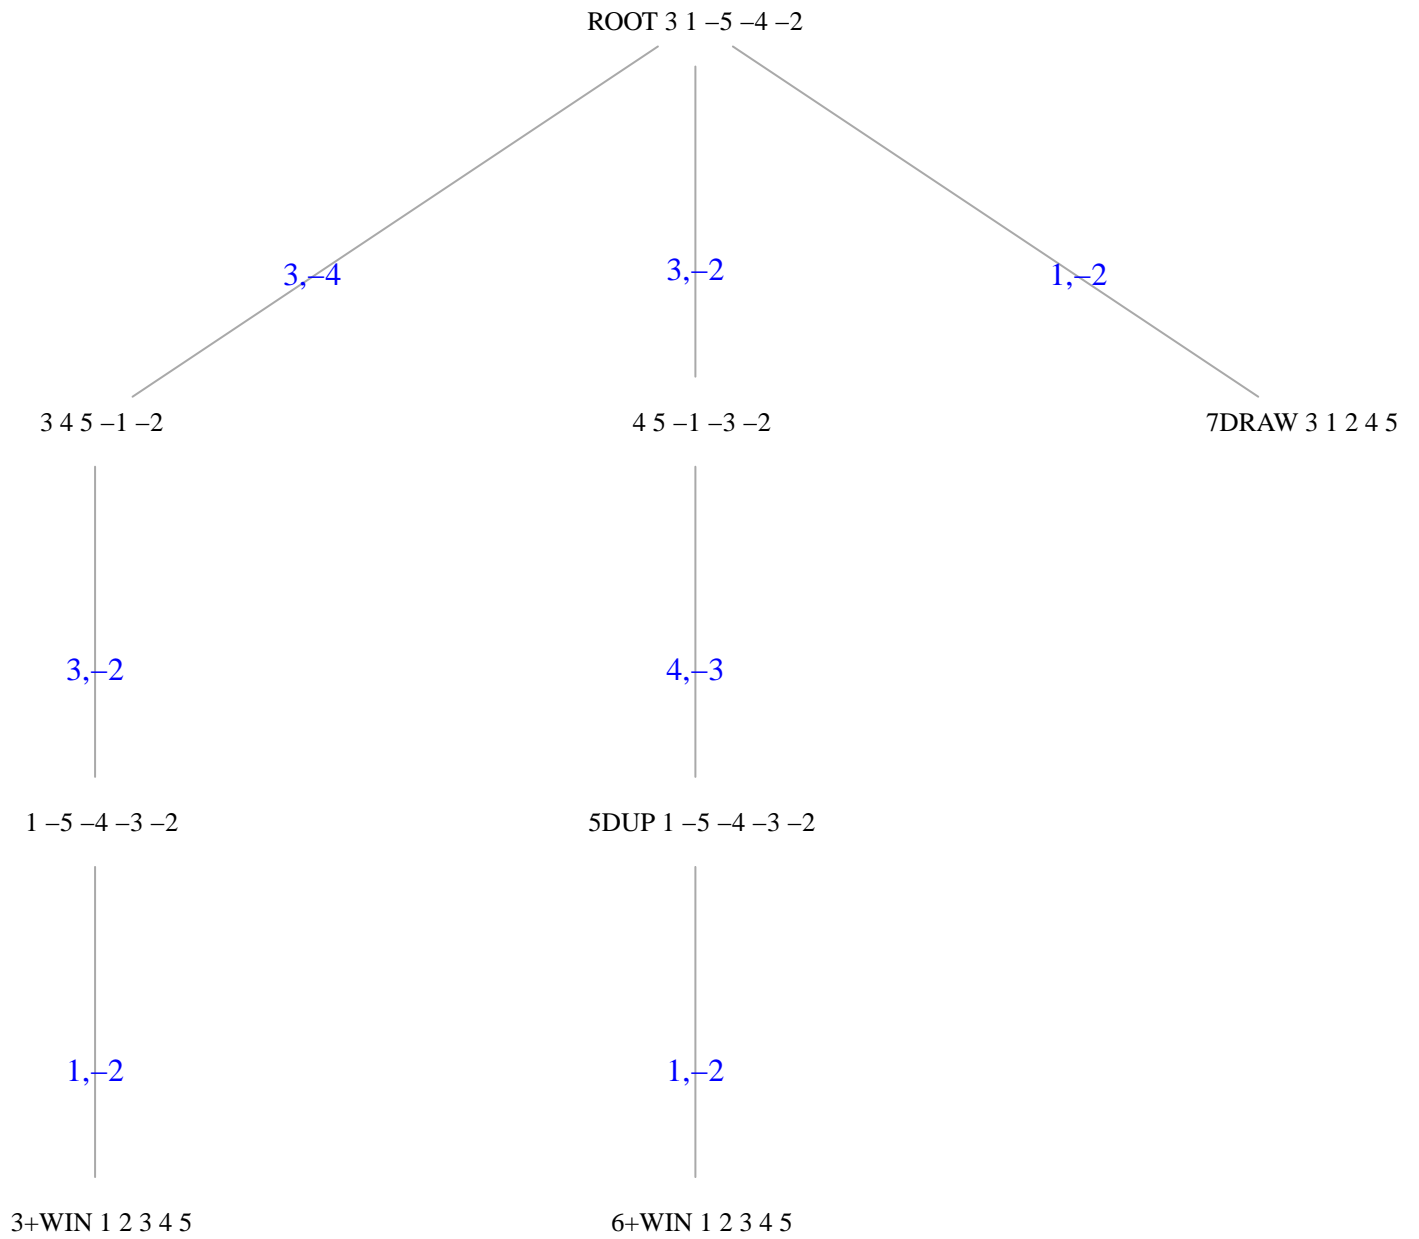 ROOT 3 1 –5 –4 –2
3,–4
3,–2
1,–2
3 4 5 –1 –2
4 5 –1 –3 –2
7DRAW 3 1 2 4 5
3,–2
4,–3
1 –5 –4 –3 –2
5DUP 1 –5 –4 –3 –2
1,–2
1,–2
3+WIN 1 2 3 4 5
6+WIN 1 2 3 4 5